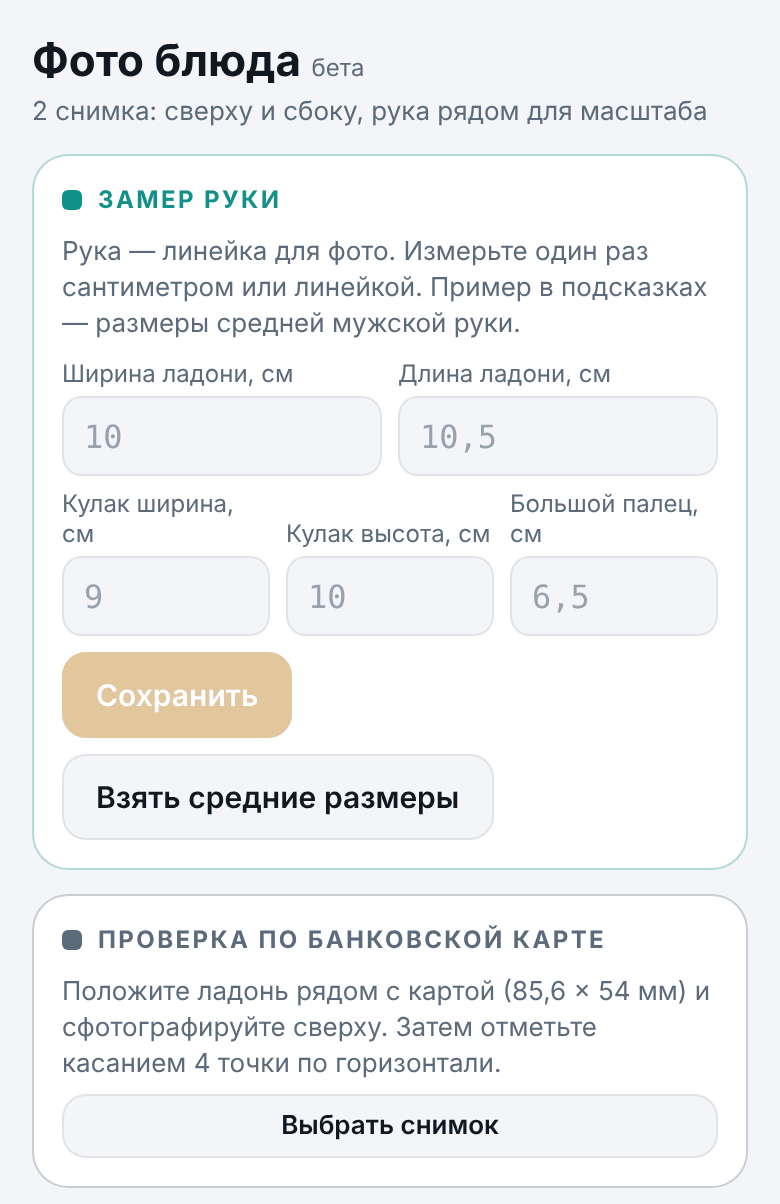 Фото блюда бета
2 снимка: сверху и сбоку, рука рядом для масштаба
ЗАМЕР РУКИ
Рука — линейка для фото. Измерьте один раз
сантиметром или линейкой. Пример в подсказках
— размеры средней мужской руки.
Ширина ладони, см
10
Длина ладони, см
10,5
Кулак ширина,
см
9
Кулак высота, см
10
Большой палец,
см
6,5
Сохранить
Взять средние размеры
ПРОВЕРКА ПО БАНКОВСКОЙ КАРТЕ
Положите ладонь рядом с картой (85,6 × 54 мм) и
сфотографируйте сверху. Затем отметьте
касанием 4 точки по горизонтали.
Выбрать снимок